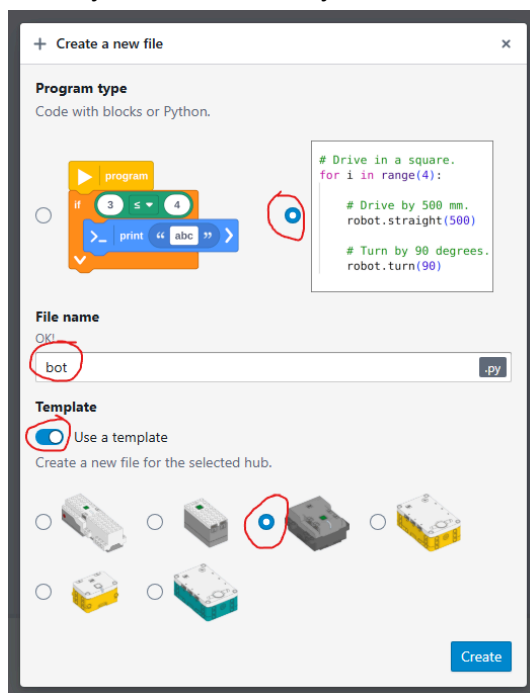 + Create a new file ×
Program type
Code with blocks or Python.
program
if 3 ≤ 4
>_ print “ abc ”
# Drive in a square.
for i in range(4):
# Drive by 500 mm.
robot.straight(500)
# Turn by 90 degrees.
robot.turn(90)
File name
OK!
bot .py
Template
Use a template
Create a new file for the selected hub.
Create